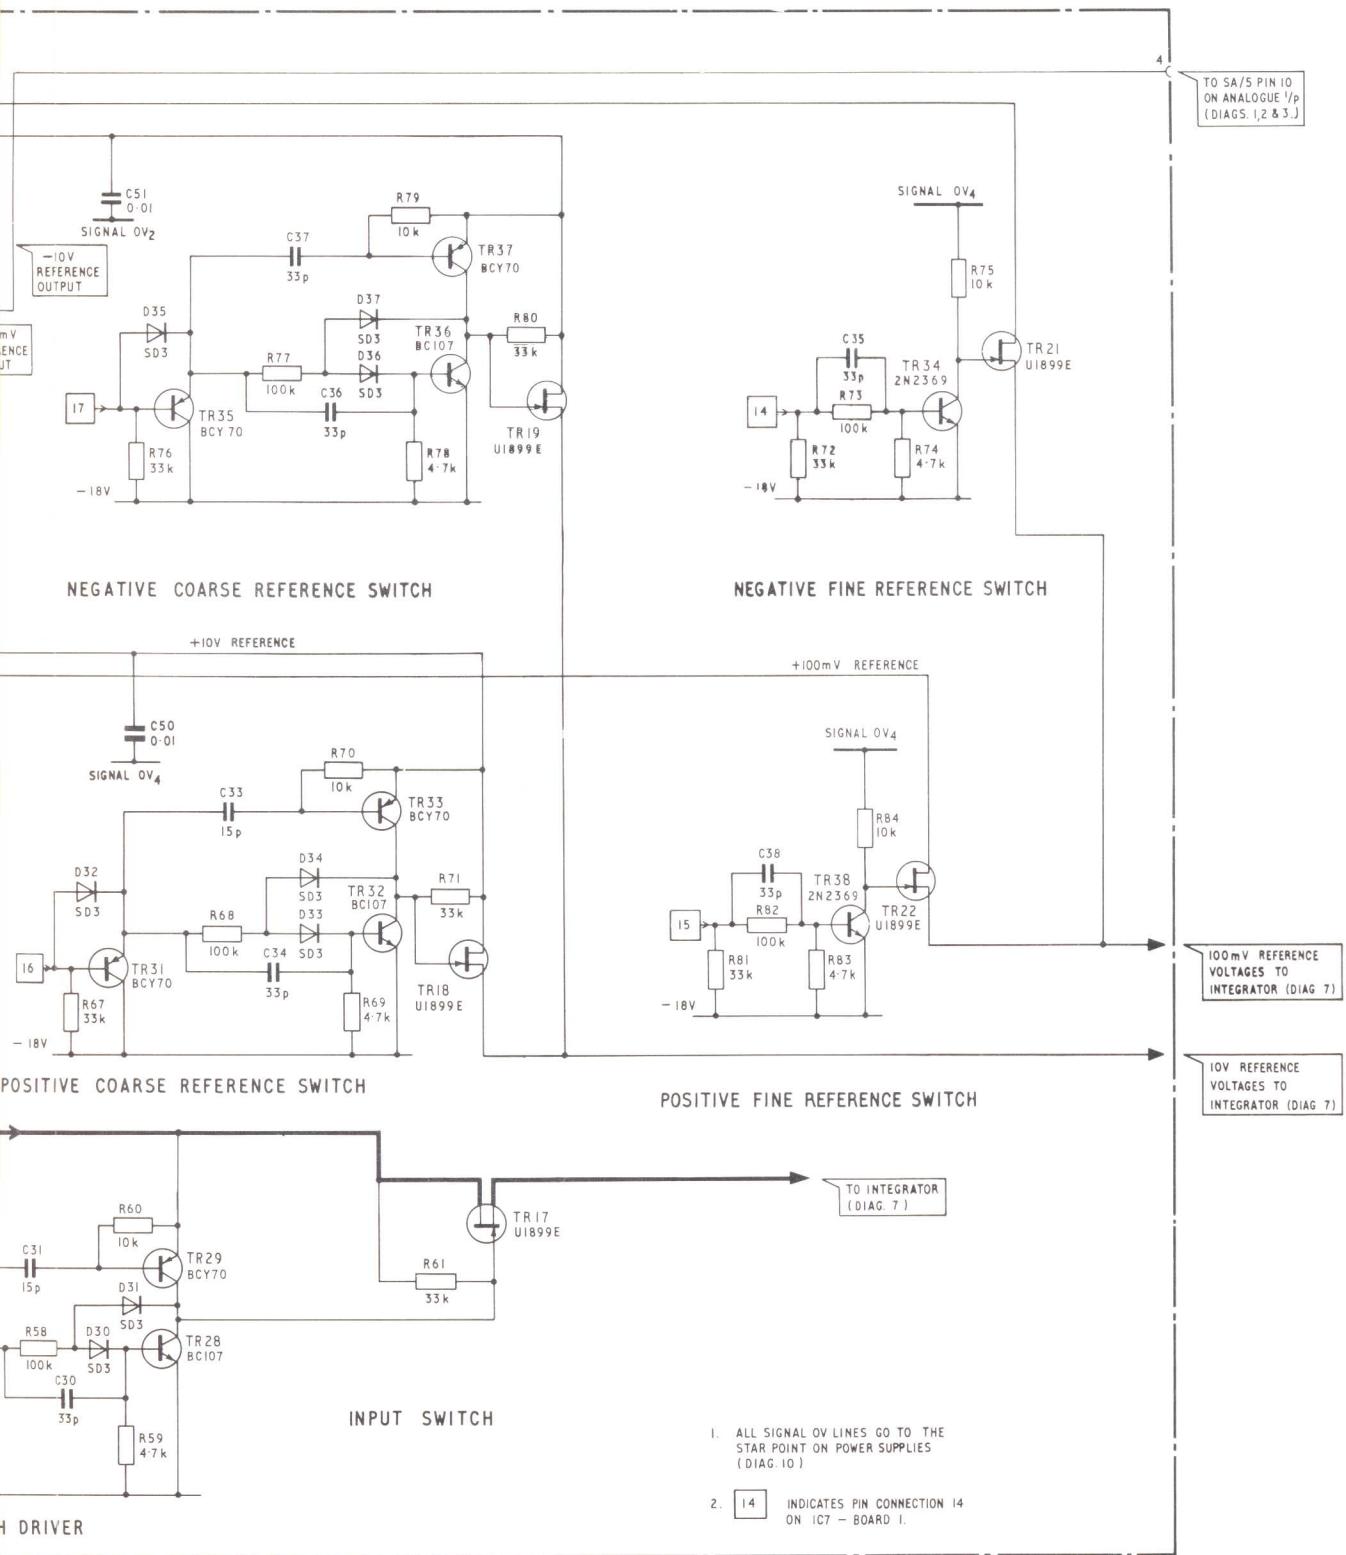 4
TO SA/5 PIN 10
ON ANALOGUE I/P
(DIAGS. 1,2 & 3.)
C51
0·01
SIGNAL OV2
-10V
REFERENCE
OUTPUT
R79
10k
C37
33p
TR37
BCY70
D35
SD3
D37
SD3
TR36
BC107
R80
33k
R77
100k
D36
SD3
C36
33p
17
TR35
BCY70
R76
33k
R78
4·7k
TR19
U1899E
-18V
NEGATIVE COARSE REFERENCE SWITCH
SIGNAL OV4
R75
10k
TR21
U1899E
C35
33p
TR34
2N2369
R73
100k
14
R72
33k
R74
4·7k
-18V
NEGATIVE FINE REFERENCE SWITCH
+10V REFERENCE
+100mV REFERENCE
C50
0·01
SIGNAL OV4
R70
10k
C33
15p
TR33
BCY70
D32
SD3
D34
SD3
TR32
BC107
R71
33k
R68
100k
D33
SD3
C34
33p
16
TR31
BCY70
R67
33k
R69
4·7k
TR18
U1899E
-18V
POSITIVE COARSE REFERENCE SWITCH
SIGNAL OV4
R84
10k
C38
33p
TR38
2N2369
R82
100k
TR22
U1899E
15
R81
33k
R83
4·7k
-18V
POSITIVE FINE REFERENCE SWITCH
100mV REFERENCE
VOLTAGES TO
INTEGRATOR (DIAG 7)
10V REFERENCE
VOLTAGES TO
INTEGRATOR (DIAG 7)
TO INTEGRATOR
(DIAG. 7)
R60
10k
C31
15p
TR29
BCY70
TR17
U1899E
R61
33k
D31
SD3
R58
100k
D30
SD3
TR28
BC107
C30
33p
R59
4·7k
INPUT SWITCH
DRIVER
1. ALL SIGNAL OV LINES GO TO THE
STAR POINT ON POWER SUPPLIES
(DIAG. 10)
2. 14 INDICATES PIN CONNECTION 14
ON IC7 - BOARD 1.